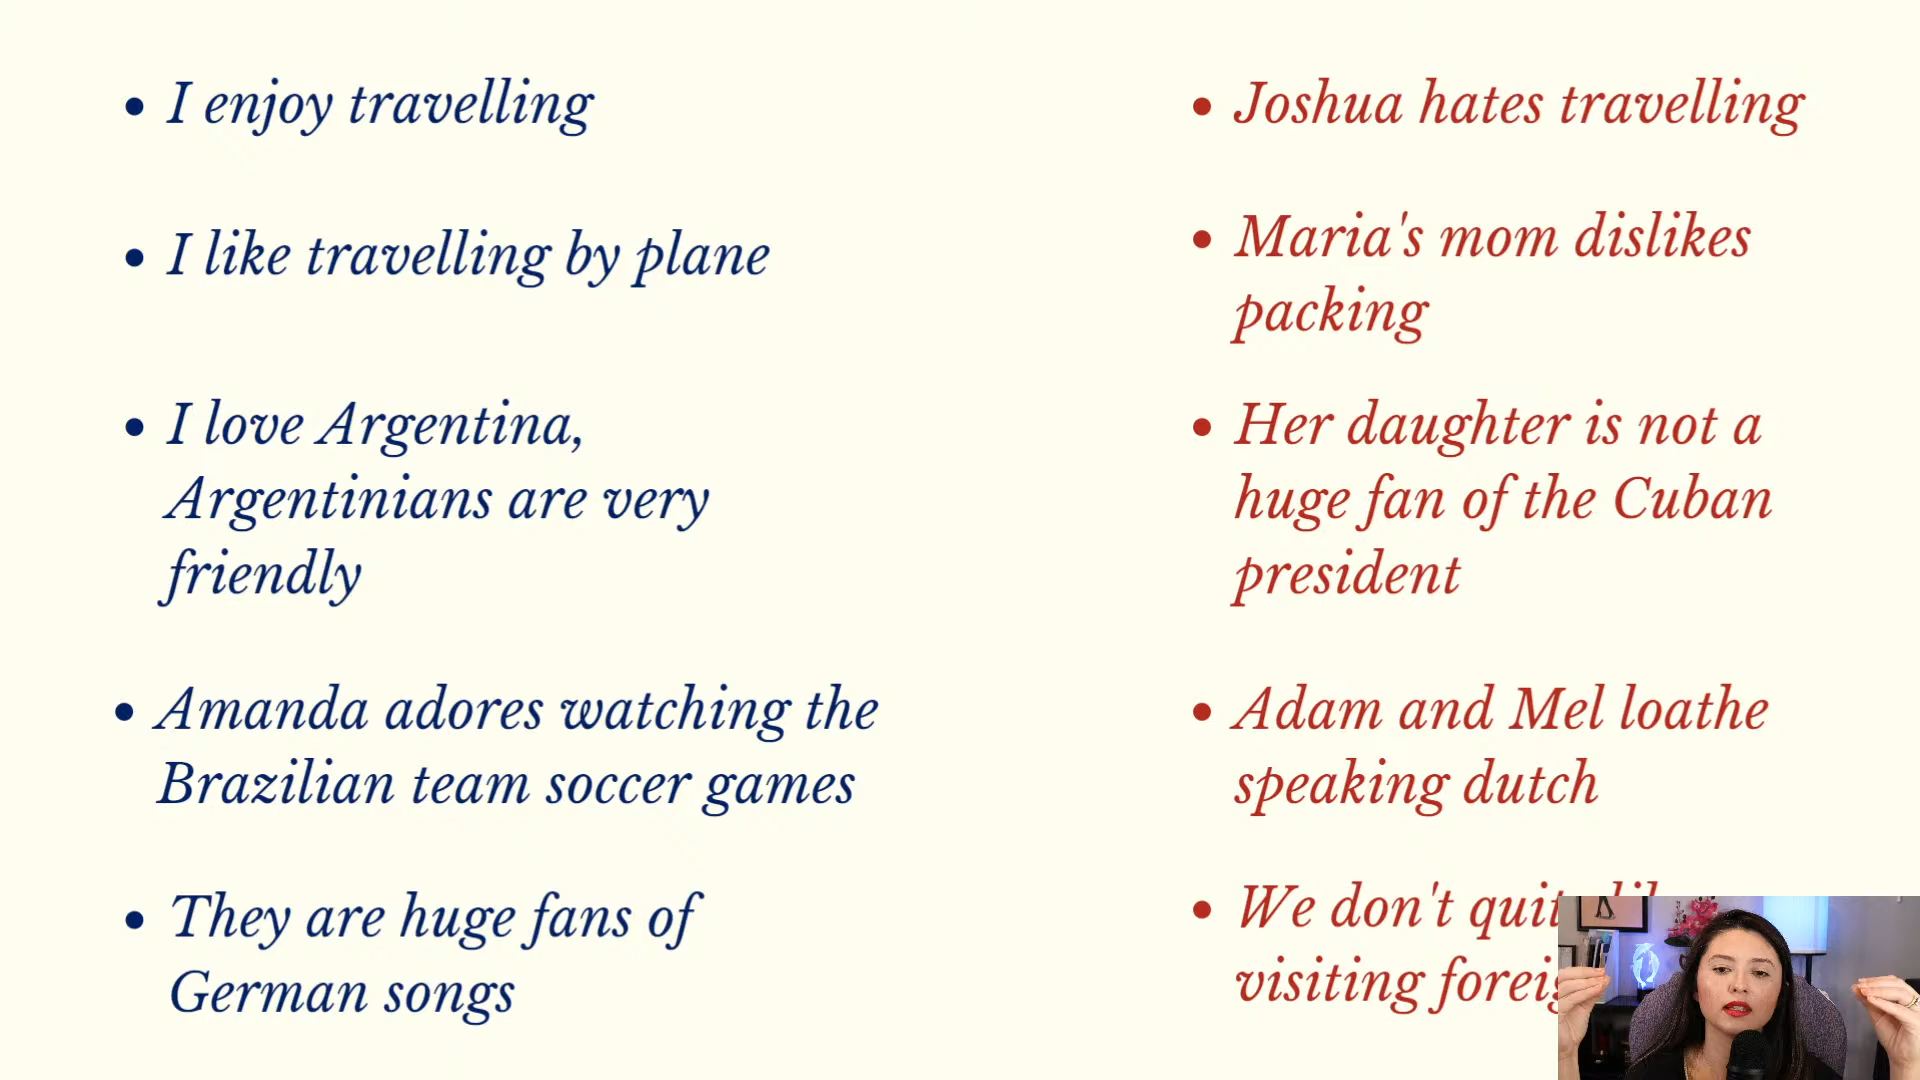 • I enjoy travelling
• I like travelling by plane
• I love Argentina,
Argentinians are very
friendly
• Amanda adores watching the
Brazilian team soccer games
• They are huge fans of
German songs
• Joshua hates travelling
• Maria's mom dislikes
packing
• Her daughter is not a
huge fan of the Cuban
president
• Adam and Mel loathe
speaking dutch
• We don't
visiting